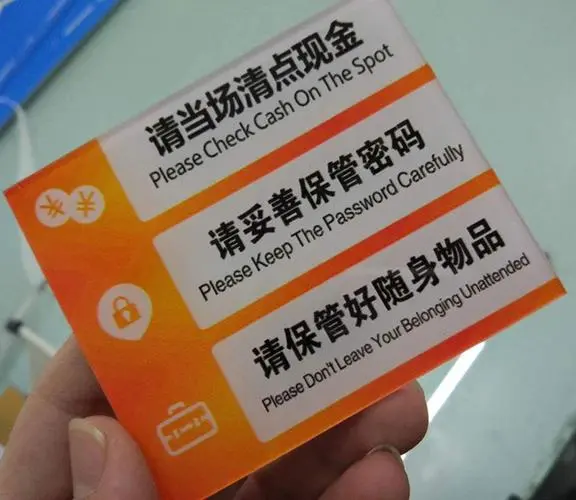 请当场清点现金
Please Check Cash On The Spot
请妥善保管密码
Please Keep The Password Carefully
请保管好随身物品
Please Don't Leave Your Belonging Unattended